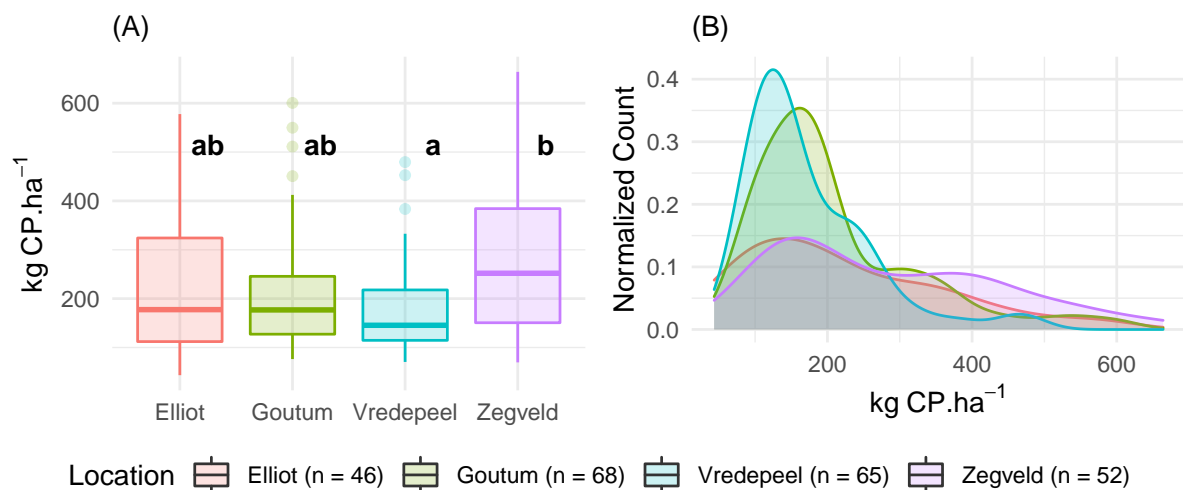 (A)
kg CP.ha⁻¹
600
400
200
ab
ab
a
b
Elliot
Goutum
Vredepeel
Zegveld
(B)
Normalized Count
0.4
0.3
0.2
0.1
0.0
200
400
600
kg CP.ha⁻¹
Location Elliot (n = 46) Goutum (n = 68) Vredepeel (n = 65) Zegveld (n = 52)